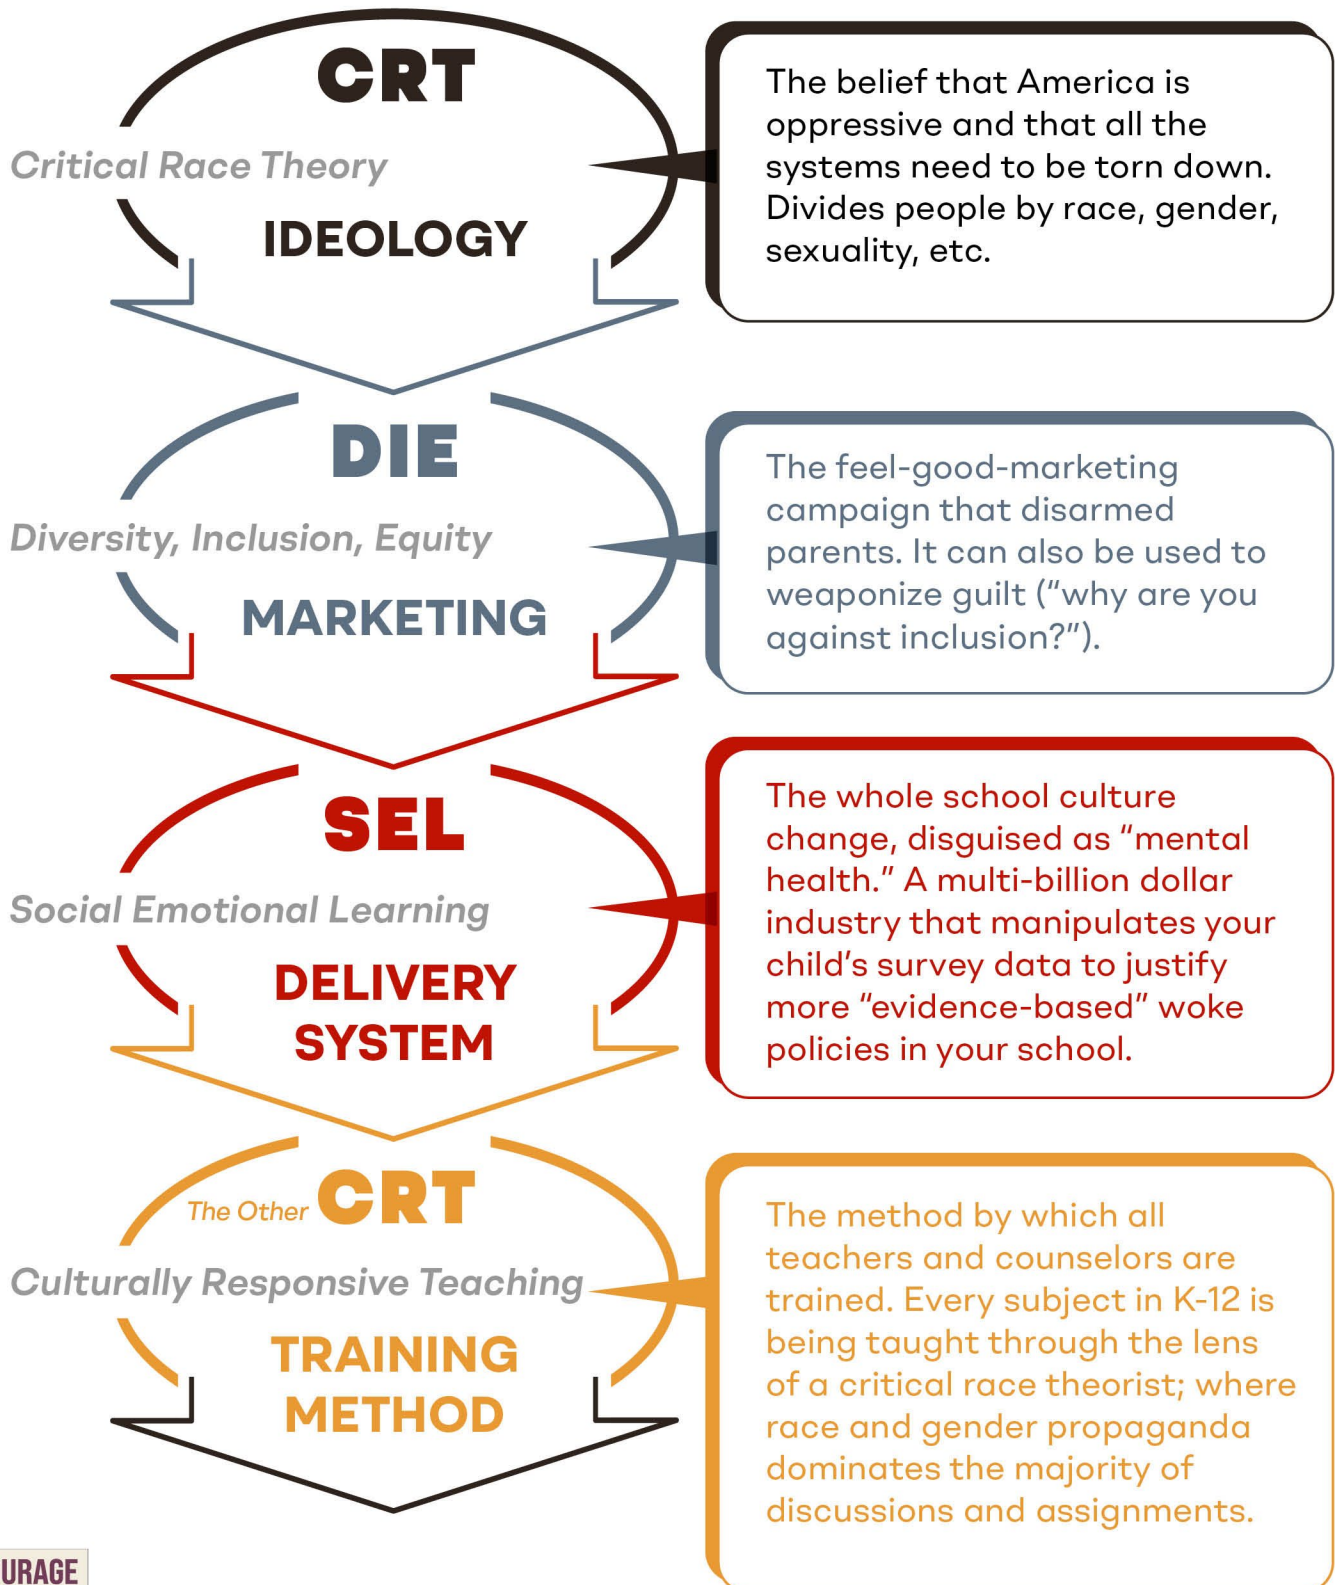 CRT
Critical Race Theory
IDEOLOGY
The belief that America is
oppressive and that all the
systems need to be torn down.
Divides people by race, gender,
sexuality, etc.
DIE
Diversity, Inclusion, Equity
MARKETING
The feel-good-marketing
campaign that disarmed
parents. It can also be used to
weaponize guilt (“why are you
against inclusion?”).
SEL
Social Emotional Learning
DELIVERY
SYSTEM
The whole school culture
change, disguised as “mental
health.” A multi-billion dollar
industry that manipulates your
child’s survey data to justify
more “evidence-based” woke
policies in your school.
The Other CRT
Culturally Responsive Teaching
TRAINING
METHOD
The method by which all
teachers and counselors are
trained. Every subject in K-12 is
being taught through the lens
of a critical race theorist; where
race and gender propaganda
dominates the majority of
discussions and assignments.
URAGE